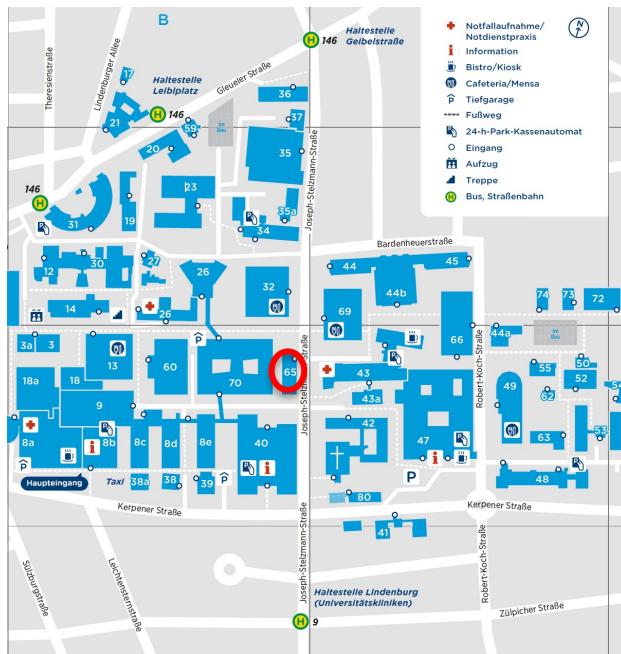 B
Theresienstraße
Lindenburger Allee
17
Haltestelle
Leiblplatz
146
Gleueler Straße
H
146
Haltestelle
Geibelstraße
Notfallaufnahme/
Notdienstpraxis
N
i
Information
Bistro/Kiosk
Cafeteria/Mensa
P
Tiefgarage
Fußweg
P
24-h-Park-Kassenautomat
Eingang
Aufzug
Treppe
H
Bus, Straßenbahn
36
H
21
59
Im
Bau
37
20
35
Joseph-Stelzmann-Straße
146
H
23
31
19
35a
P
34
P
Bardenheuerstraße
12
30
27
26
32
44
45
44b
14
26
69
66
74
73
72
44a
Im
Bau
3a
3
13
60
P
70
65
Joseph-Stelzmann-Straße
43
43a
P
Robert-Koch-Straße
55
50
52
62
54
49
18a
18
9
8a
8b
8c
8d
8e
40
42
47
63
53
P
i
P
i
P
i
P
P
P
P
P
48
Haupteingang
Taxi
38a
38
39
80
Kerpener Straße
Kerpener Straße
41
Sülzburgstraße
Leichtensternstraße
Joseph-Stelzmann-Straße
Robert-Koch-Straße
Haltestelle Lindenburg
(Universitätskliniken)
H
9
Zülpicher Straße